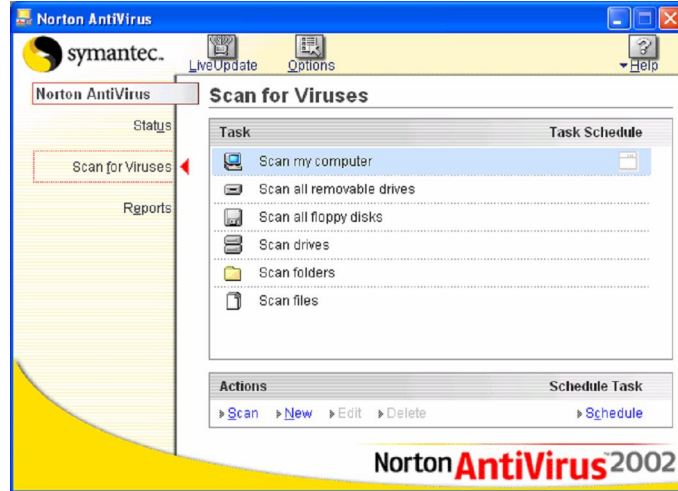 Norton AntiVirus
symantec.
LiveUpdate Options Help
Norton AntiVirus
Status
Scan for Viruses
Reports
Scan for Viruses
Task Task Schedule
Scan my computer
Scan all removable drives
Scan all floppy disks
Scan drives
Scan folders
Scan files
Actions Schedule Task
Scan New Edit Delete Schedule
Norton AntiVirus 2002